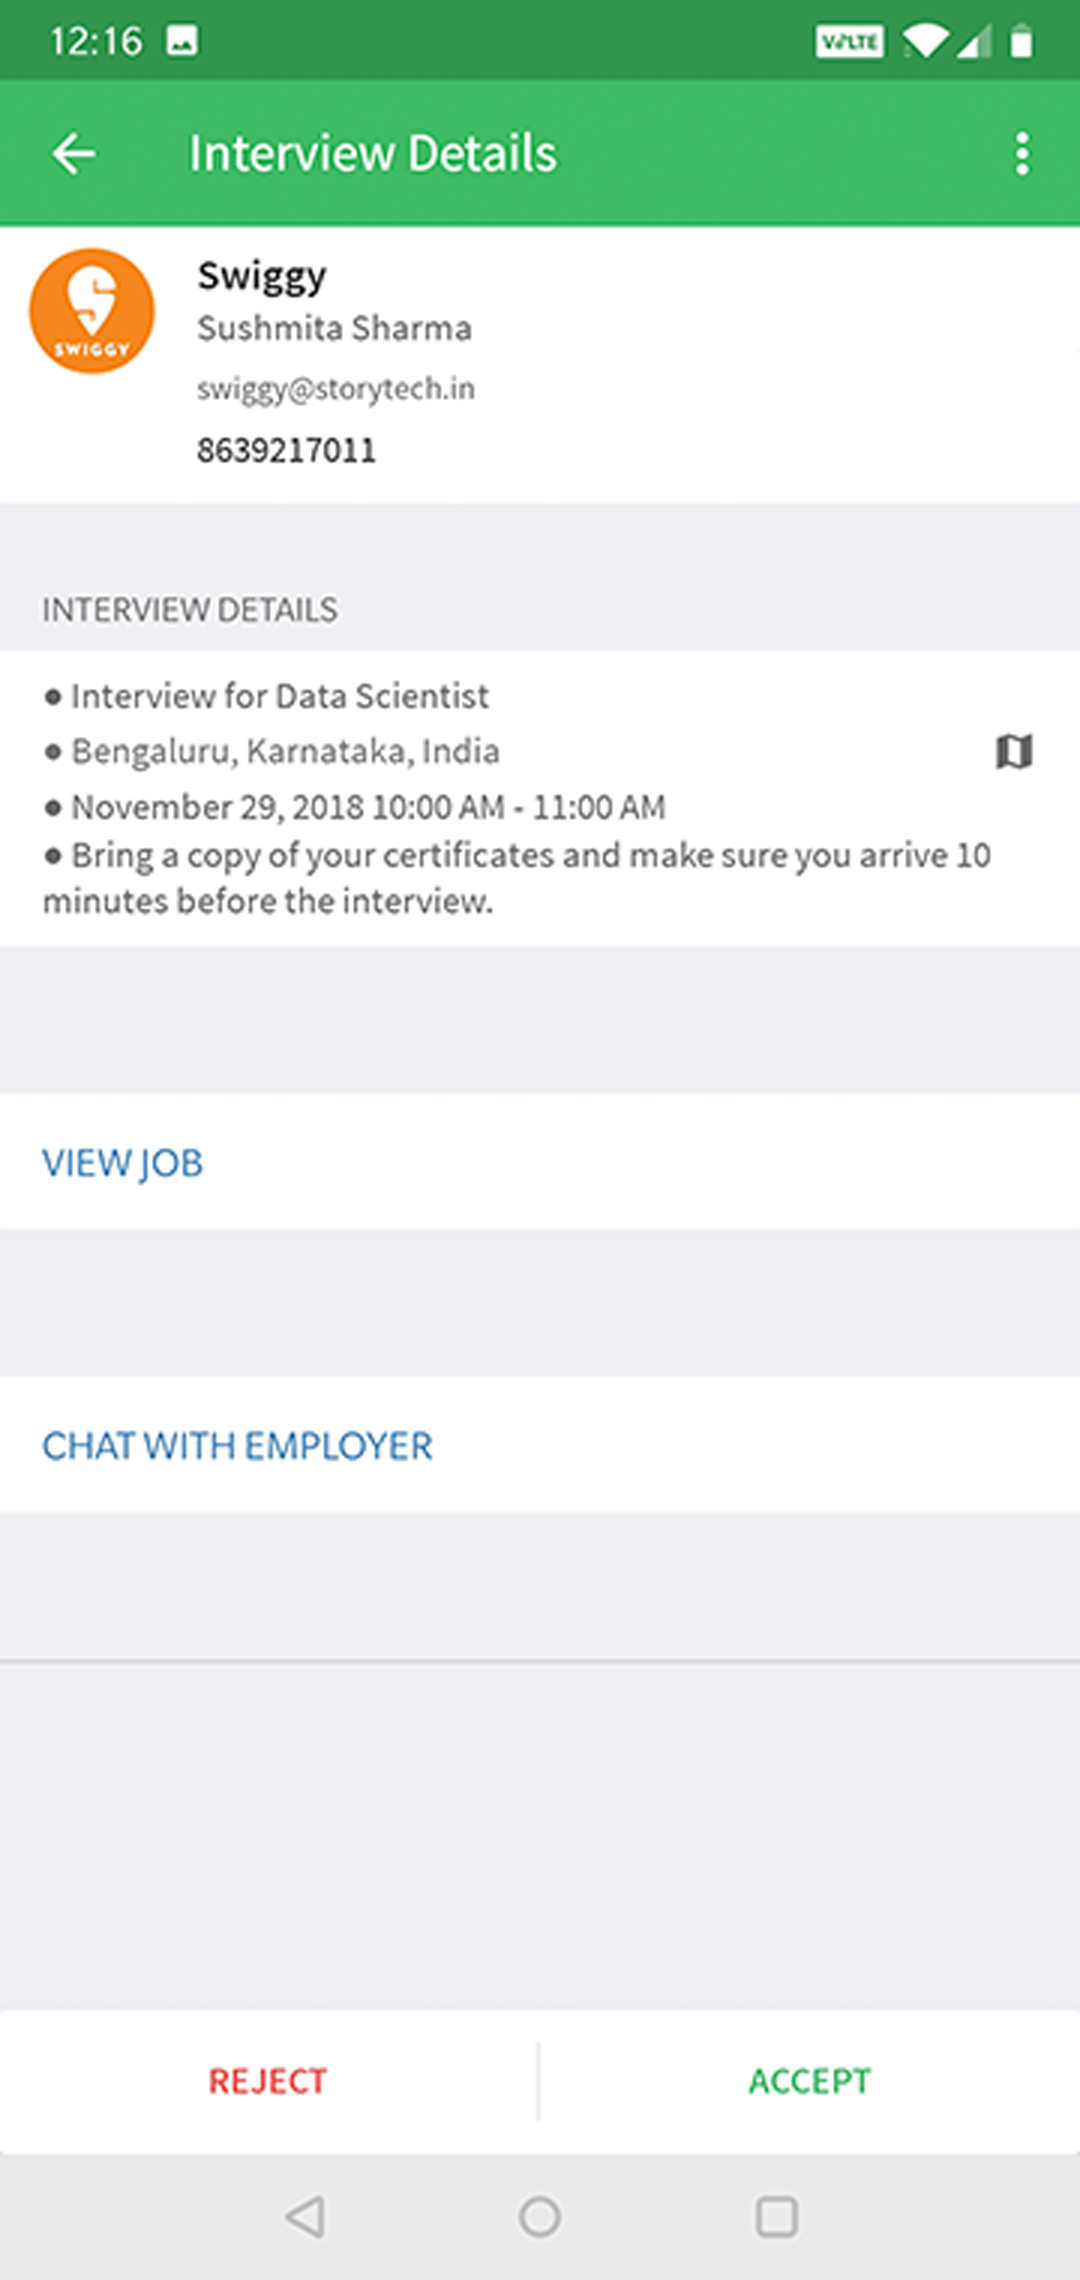 12:16 VoLTE
Interview Details
Swiggy
SWIGGY
Sushmita Sharma
swiggy@storytech.in
8639217011
INTERVIEW DETAILS
● Interview for Data Scientist
● Bengaluru, Karnataka, India
● November 29, 2018 10:00 AM - 11:00 AM
● Bring a copy of your certificates and make sure you arrive 10
minutes before the interview.
VIEW JOB
CHAT WITH EMPLOYER
REJECT ACCEPT